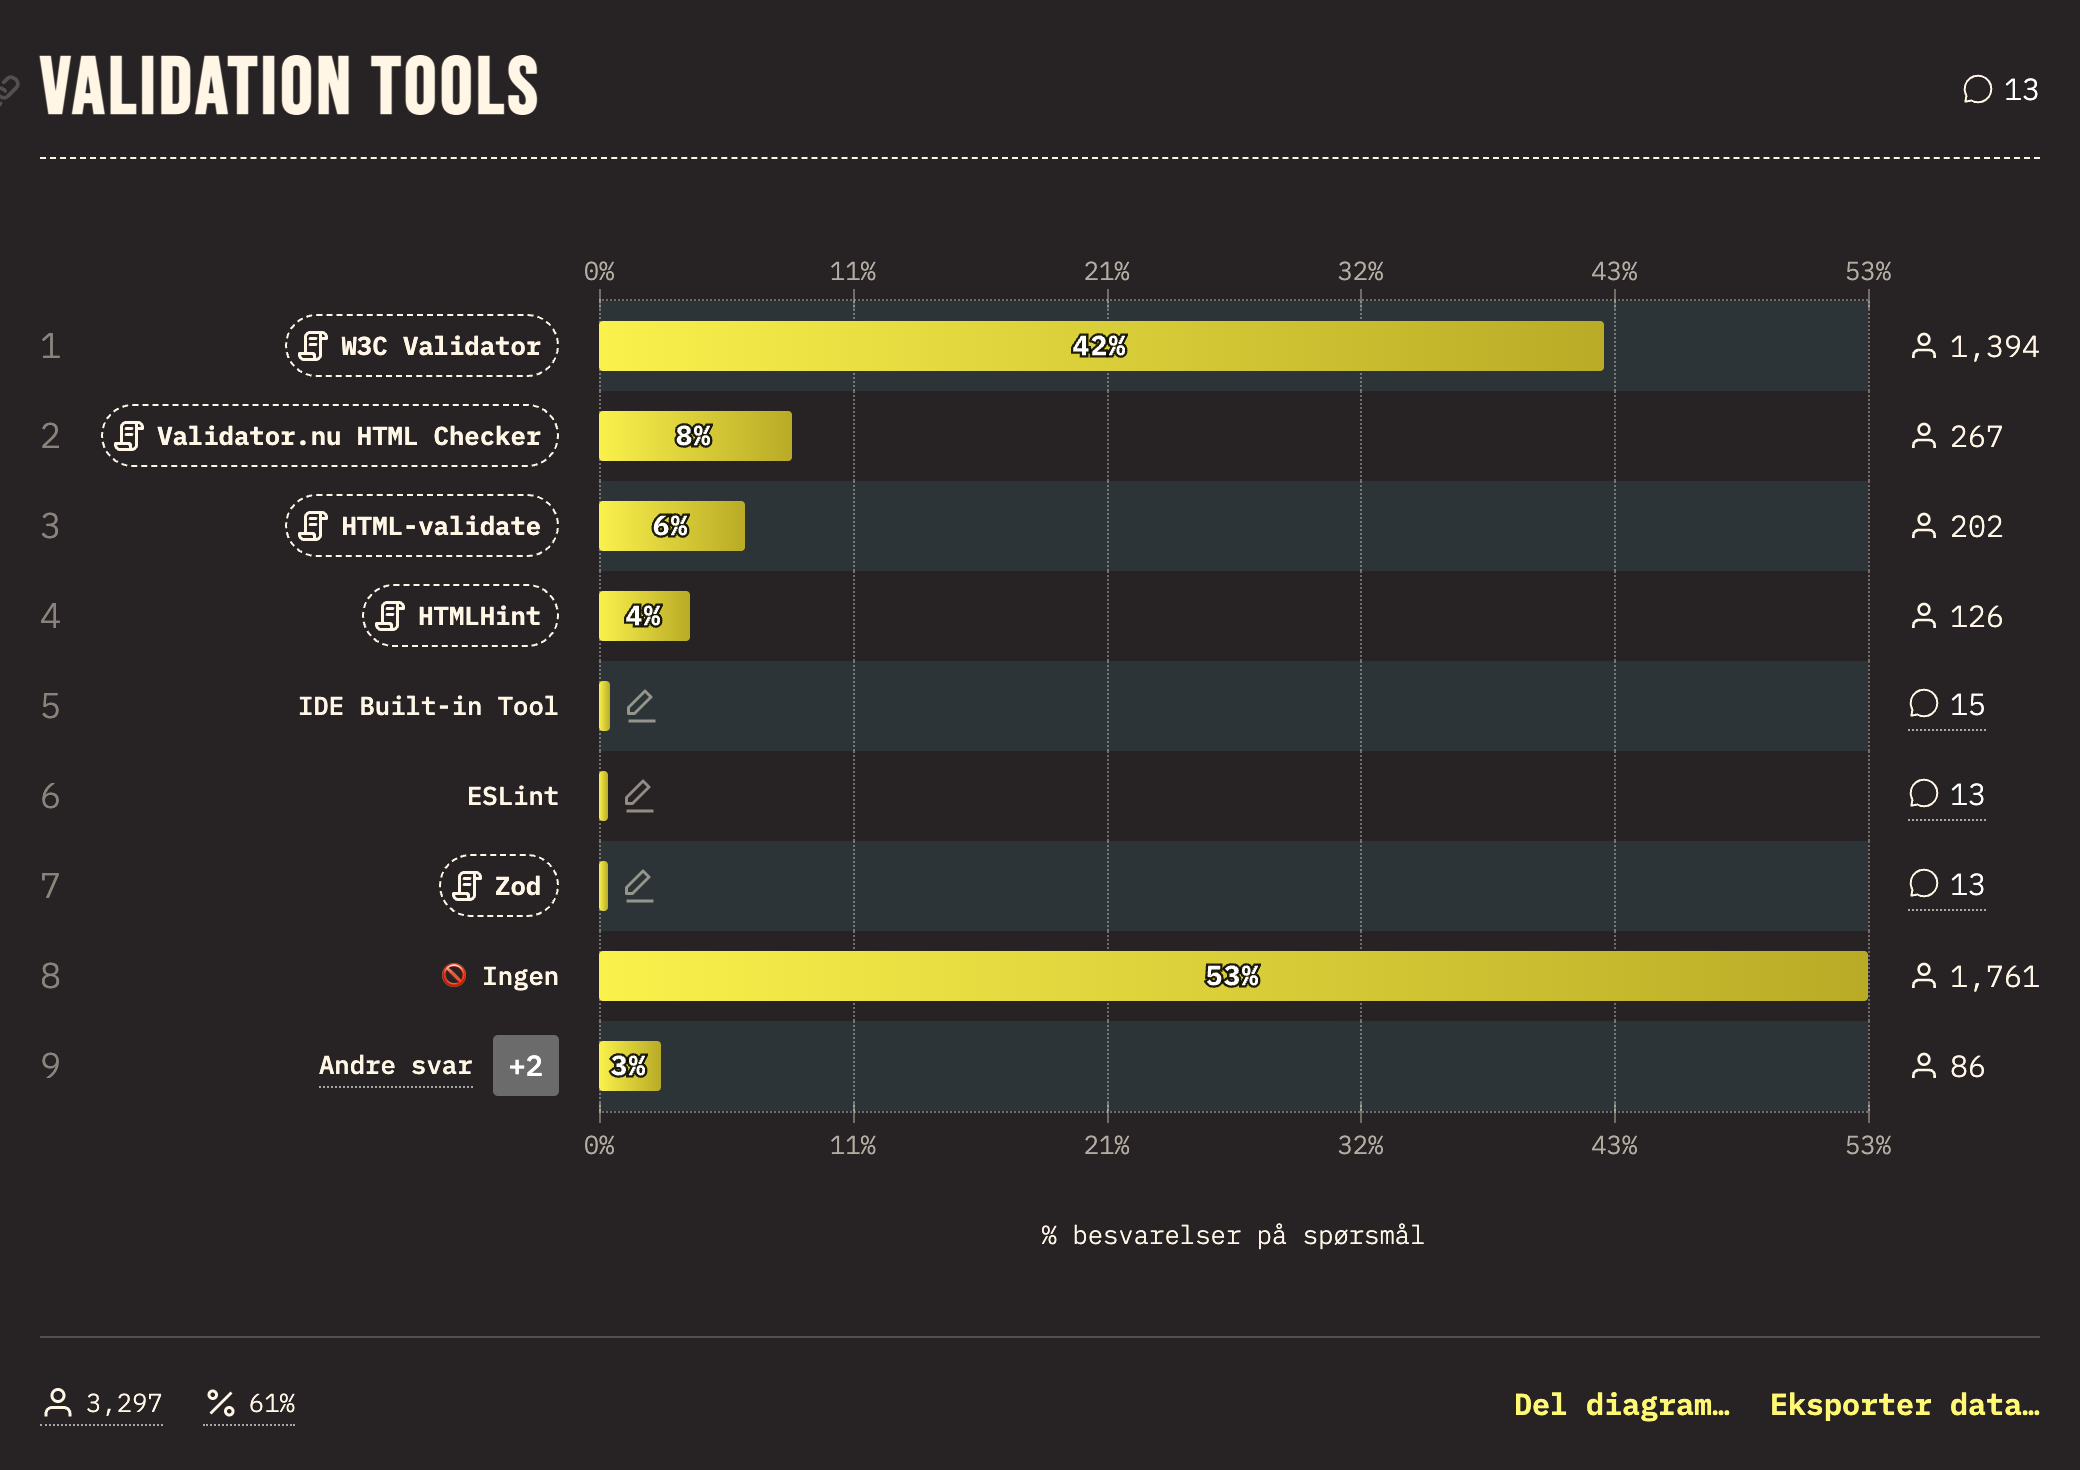 VALIDATION TOOLS
13
0% 11% 21% 32% 43% 53%
1 W3C Validator 42% 1,394
2 Validator.nu HTML Checker 8% 267
3 HTML-validate 6% 202
4 HTMLHint 4% 126
5 IDE Built-in Tool 15
6 ESLint 13
7 Zod 13
8 Ingen 53% 1,761
9 Andre svar +2 3% 86
0% 11% 21% 32% 43% 53%
% besvarelser på spørsmål
3,297 61% Del diagram… Eksporter data…